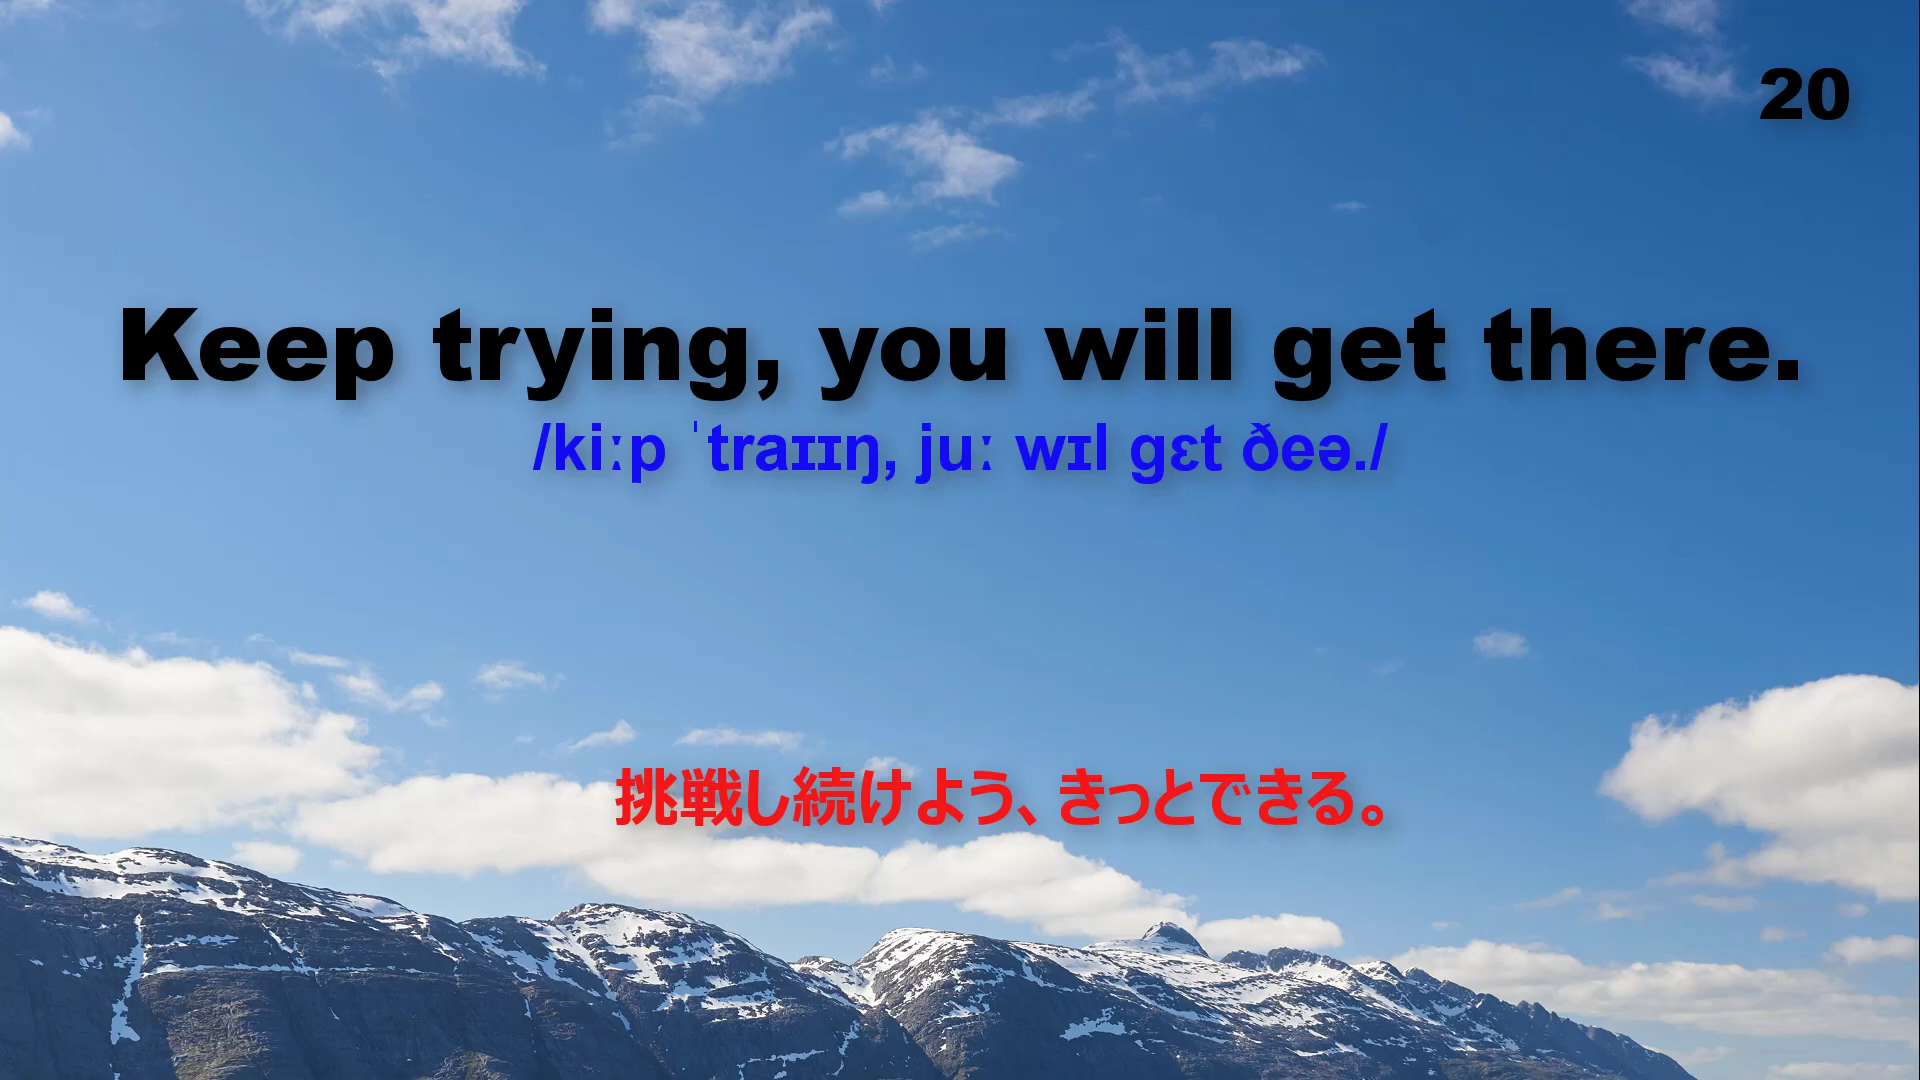 20
Keep trying, you will get there.
/kiːp ˈtraɪɪŋ, juː wɪl gɛt ðeə./
挑戦し続けよう、きっとできる。